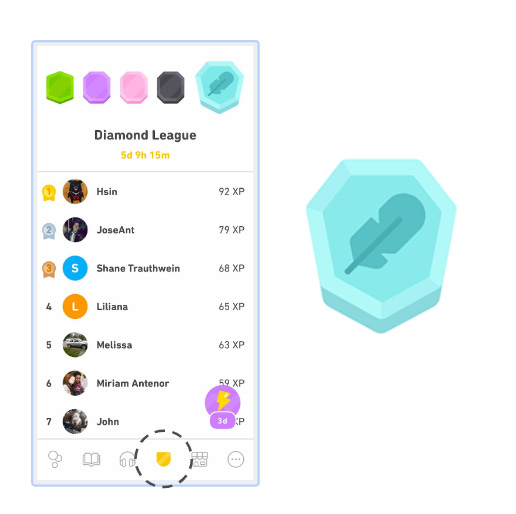 Diamond League
5d 9h 15m
1 Hsin 92 XP
2 JoseAnt 79 XP
3 S Shane Trauthwein 68 XP
4 L Liliana 65 XP
5 Melissa 63 XP
6 Miriam Antenor 59 XP
7 John XP
3d